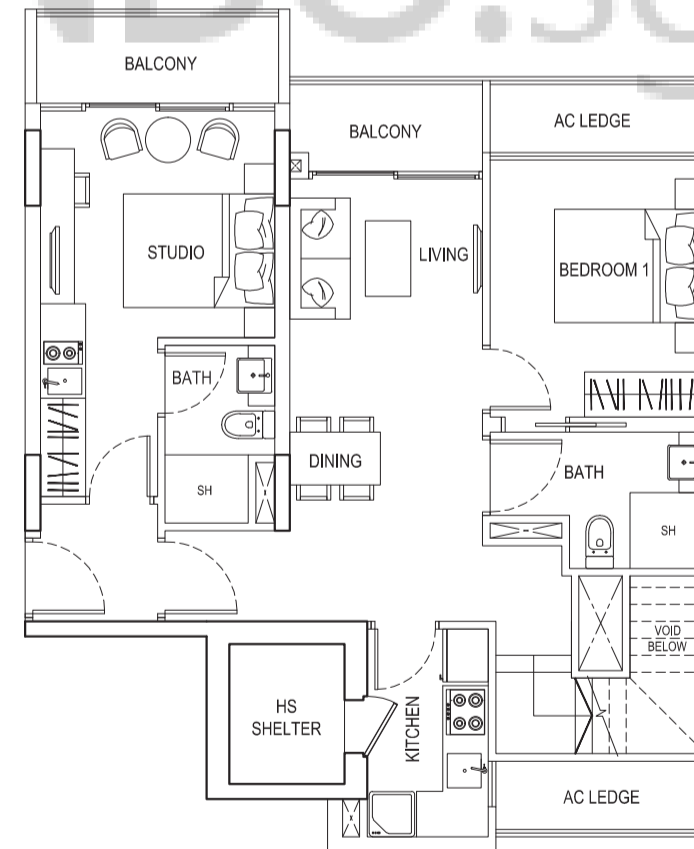 BALCONY
BALCONY
AC LEDGE
STUDIO
LIVING
BEDROOM 1
BATH
DINING
BATH
SH
SH
VOID
BELOW
HS
SHELTER
KITCHEN
AC LEDGE